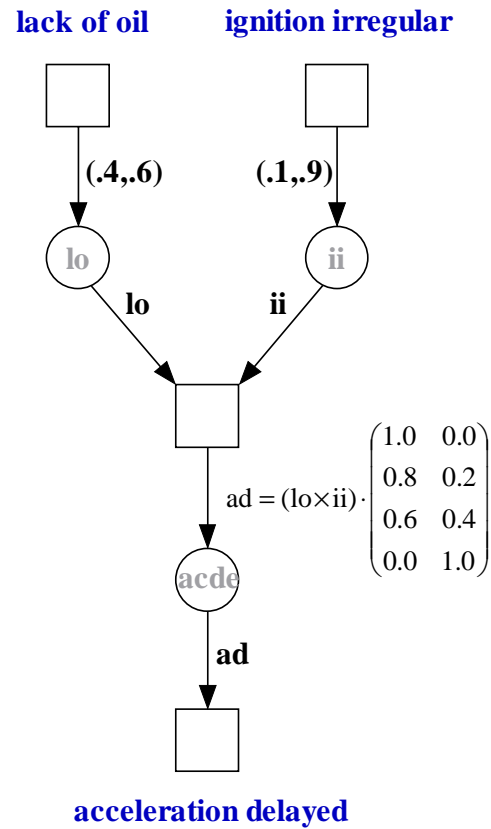 lack of oil
ignition irregular
(.4,.6)
(.1,.9)
lo
ii
lo
ii
ad = (lo×ii) · (1.0 0.0
0.8 0.2
0.6 0.4
0.0 1.0)
acde
ad
acceleration delayed